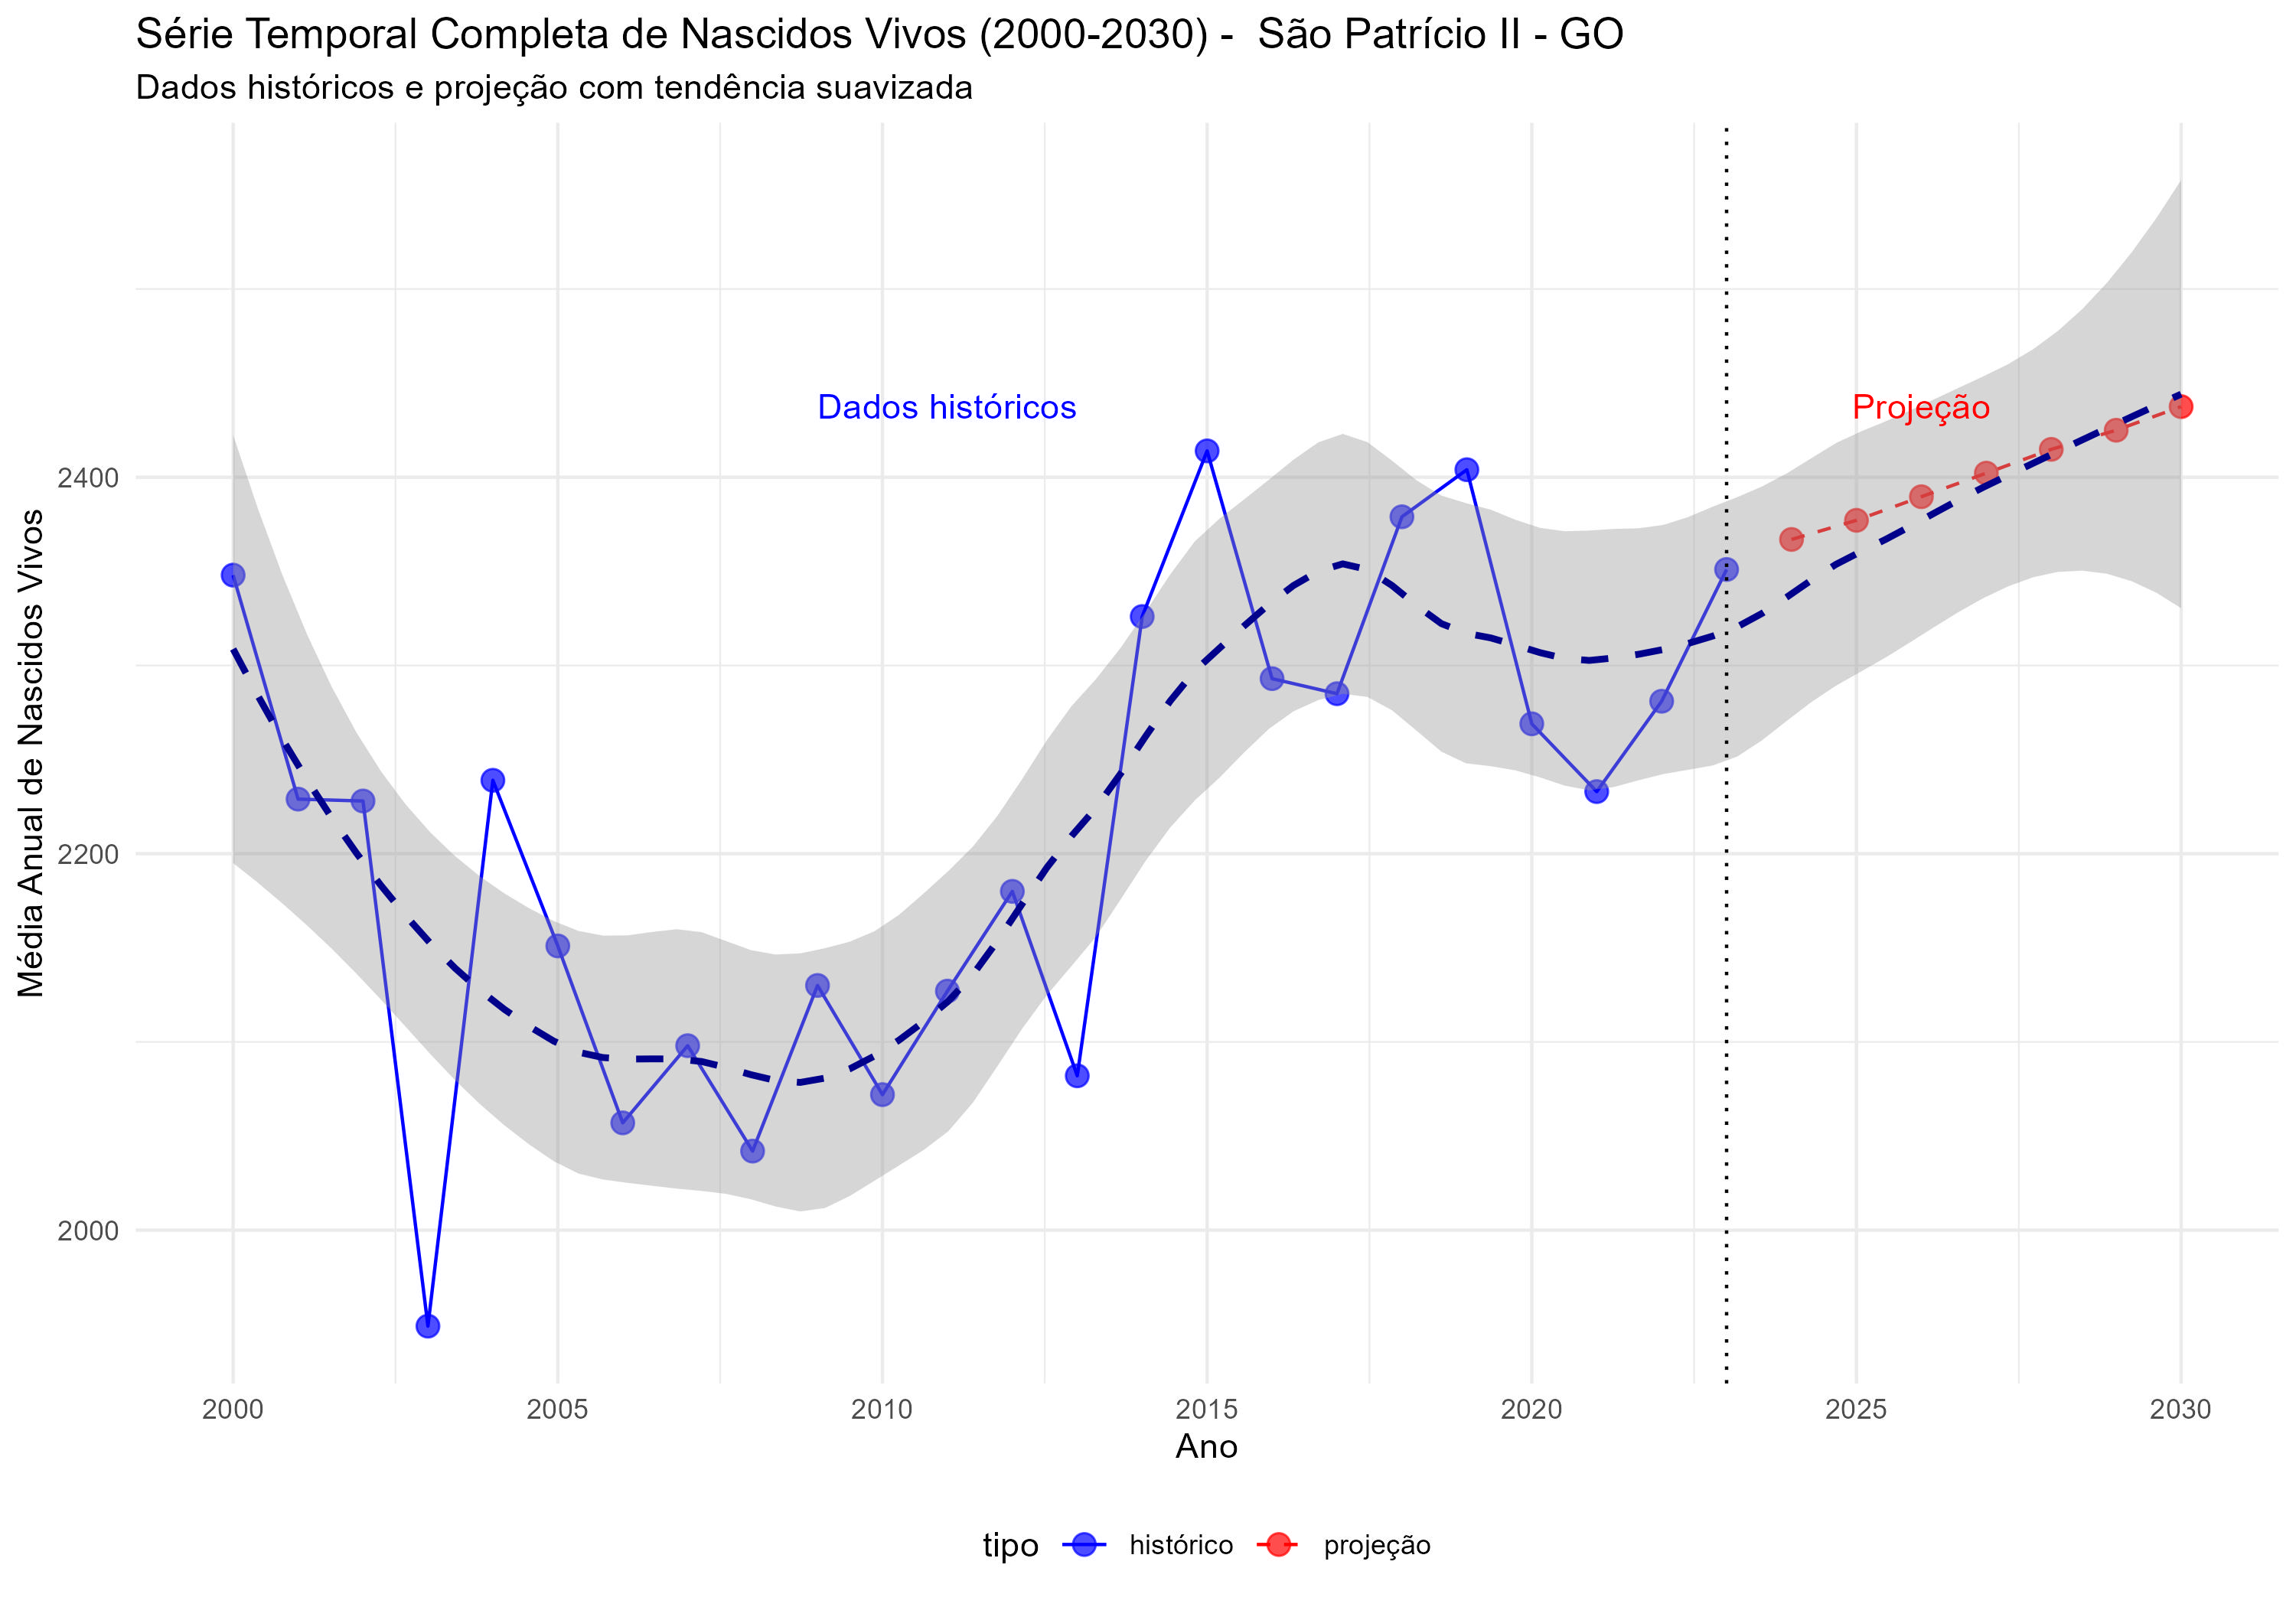 Série Temporal Completa de Nascidos Vivos (2000-2030) -  São Patrício II - GO
Dados históricos e projeção com tendência suavizada
Média Anual de Nascidos Vivos
2400
2200
2000
Dados históricos
Projeção
2000 2005 2010 2015 2020 2025 2030
Ano
tipo histórico projeção